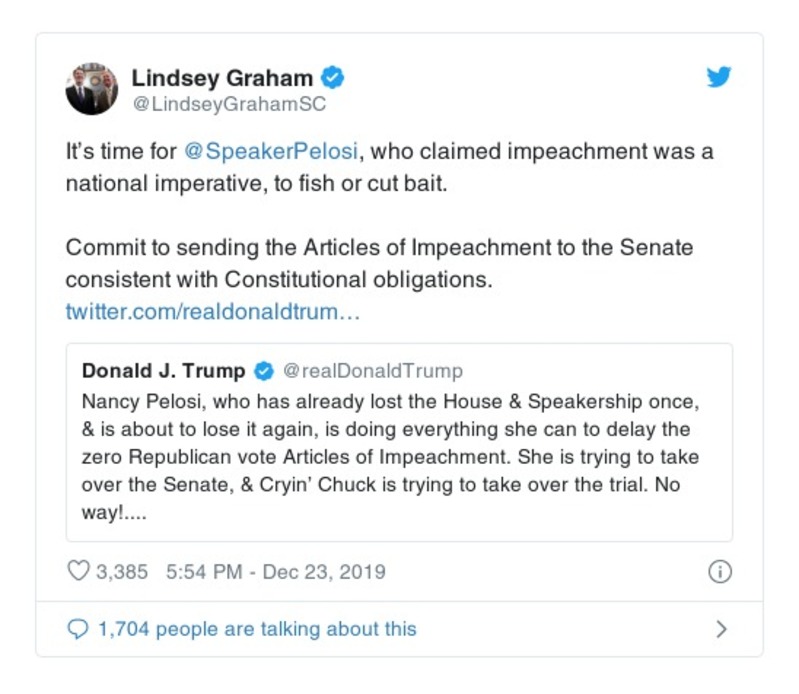 Lindsey Graham
@LindseyGrahamSC
It's time for @SpeakerPelosi, who claimed impeachment was a
national imperative, to fish or cut bait.
Commit to sending the Articles of Impeachment to the Senate
consistent with Constitutional obligations.
twitter.com/realdonaldtrum…
Donald J. Trump @realDonaldTrump
Nancy Pelosi, who has already lost the House & Speakership once,
& is about to lose it again, is doing everything she can to delay the
zero Republican vote Articles of Impeachment. She is trying to take
over the Senate, & Cryin' Chuck is trying to take over the trial. No
way!....
3,385 5:54 PM - Dec 23, 2019
1,704 people are talking about this